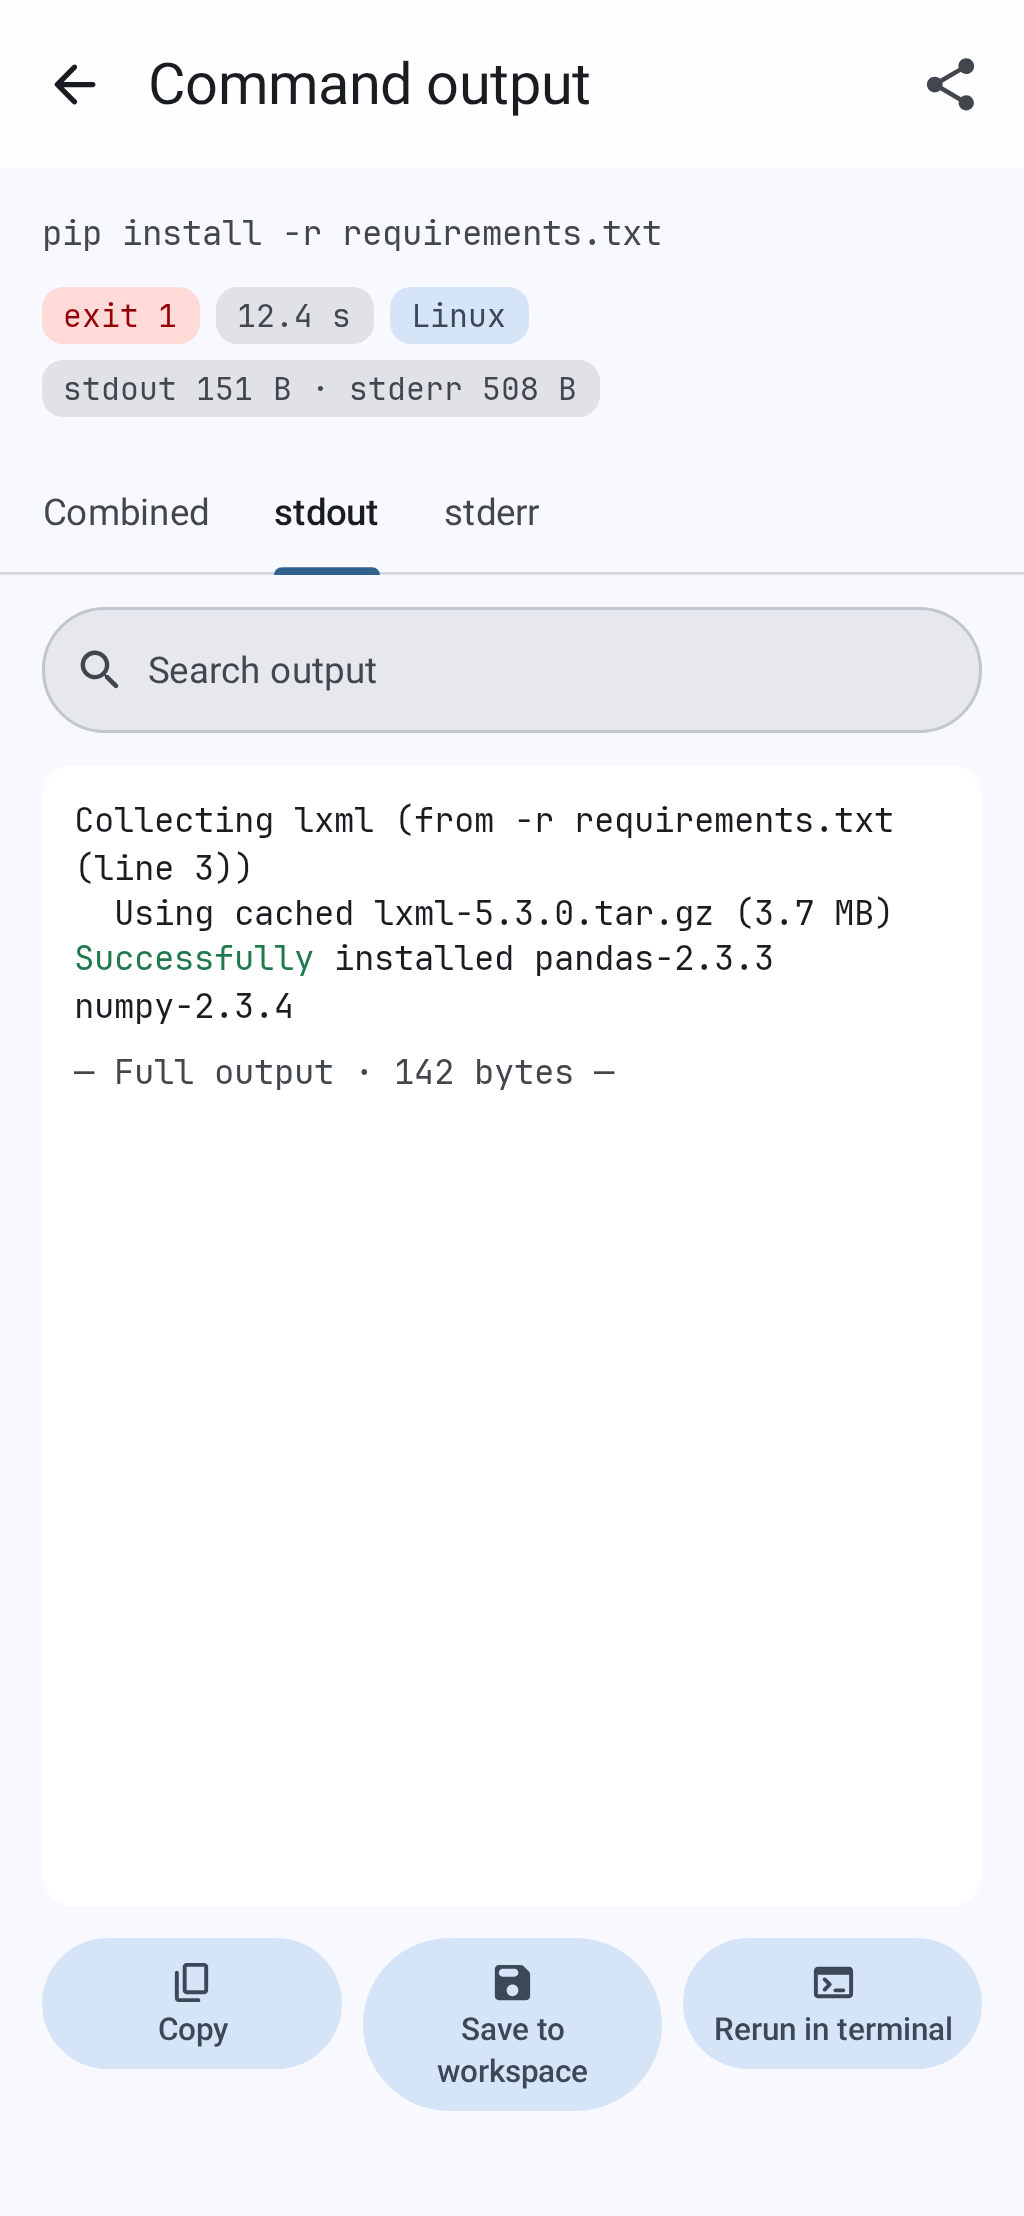 Command output
pip install -r requirements.txt
exit 1
12.4 s
Linux
stdout 151 B · stderr 508 B
Combined
stdout
stderr
Search output
Collecting lxml (from -r requirements.txt
(line 3))
  Using cached lxml-5.3.0.tar.gz (3.7 MB)
Successfully installed pandas-2.3.3
numpy-2.3.4
— Full output · 142 bytes —
Copy
Save to
workspace
Rerun in terminal